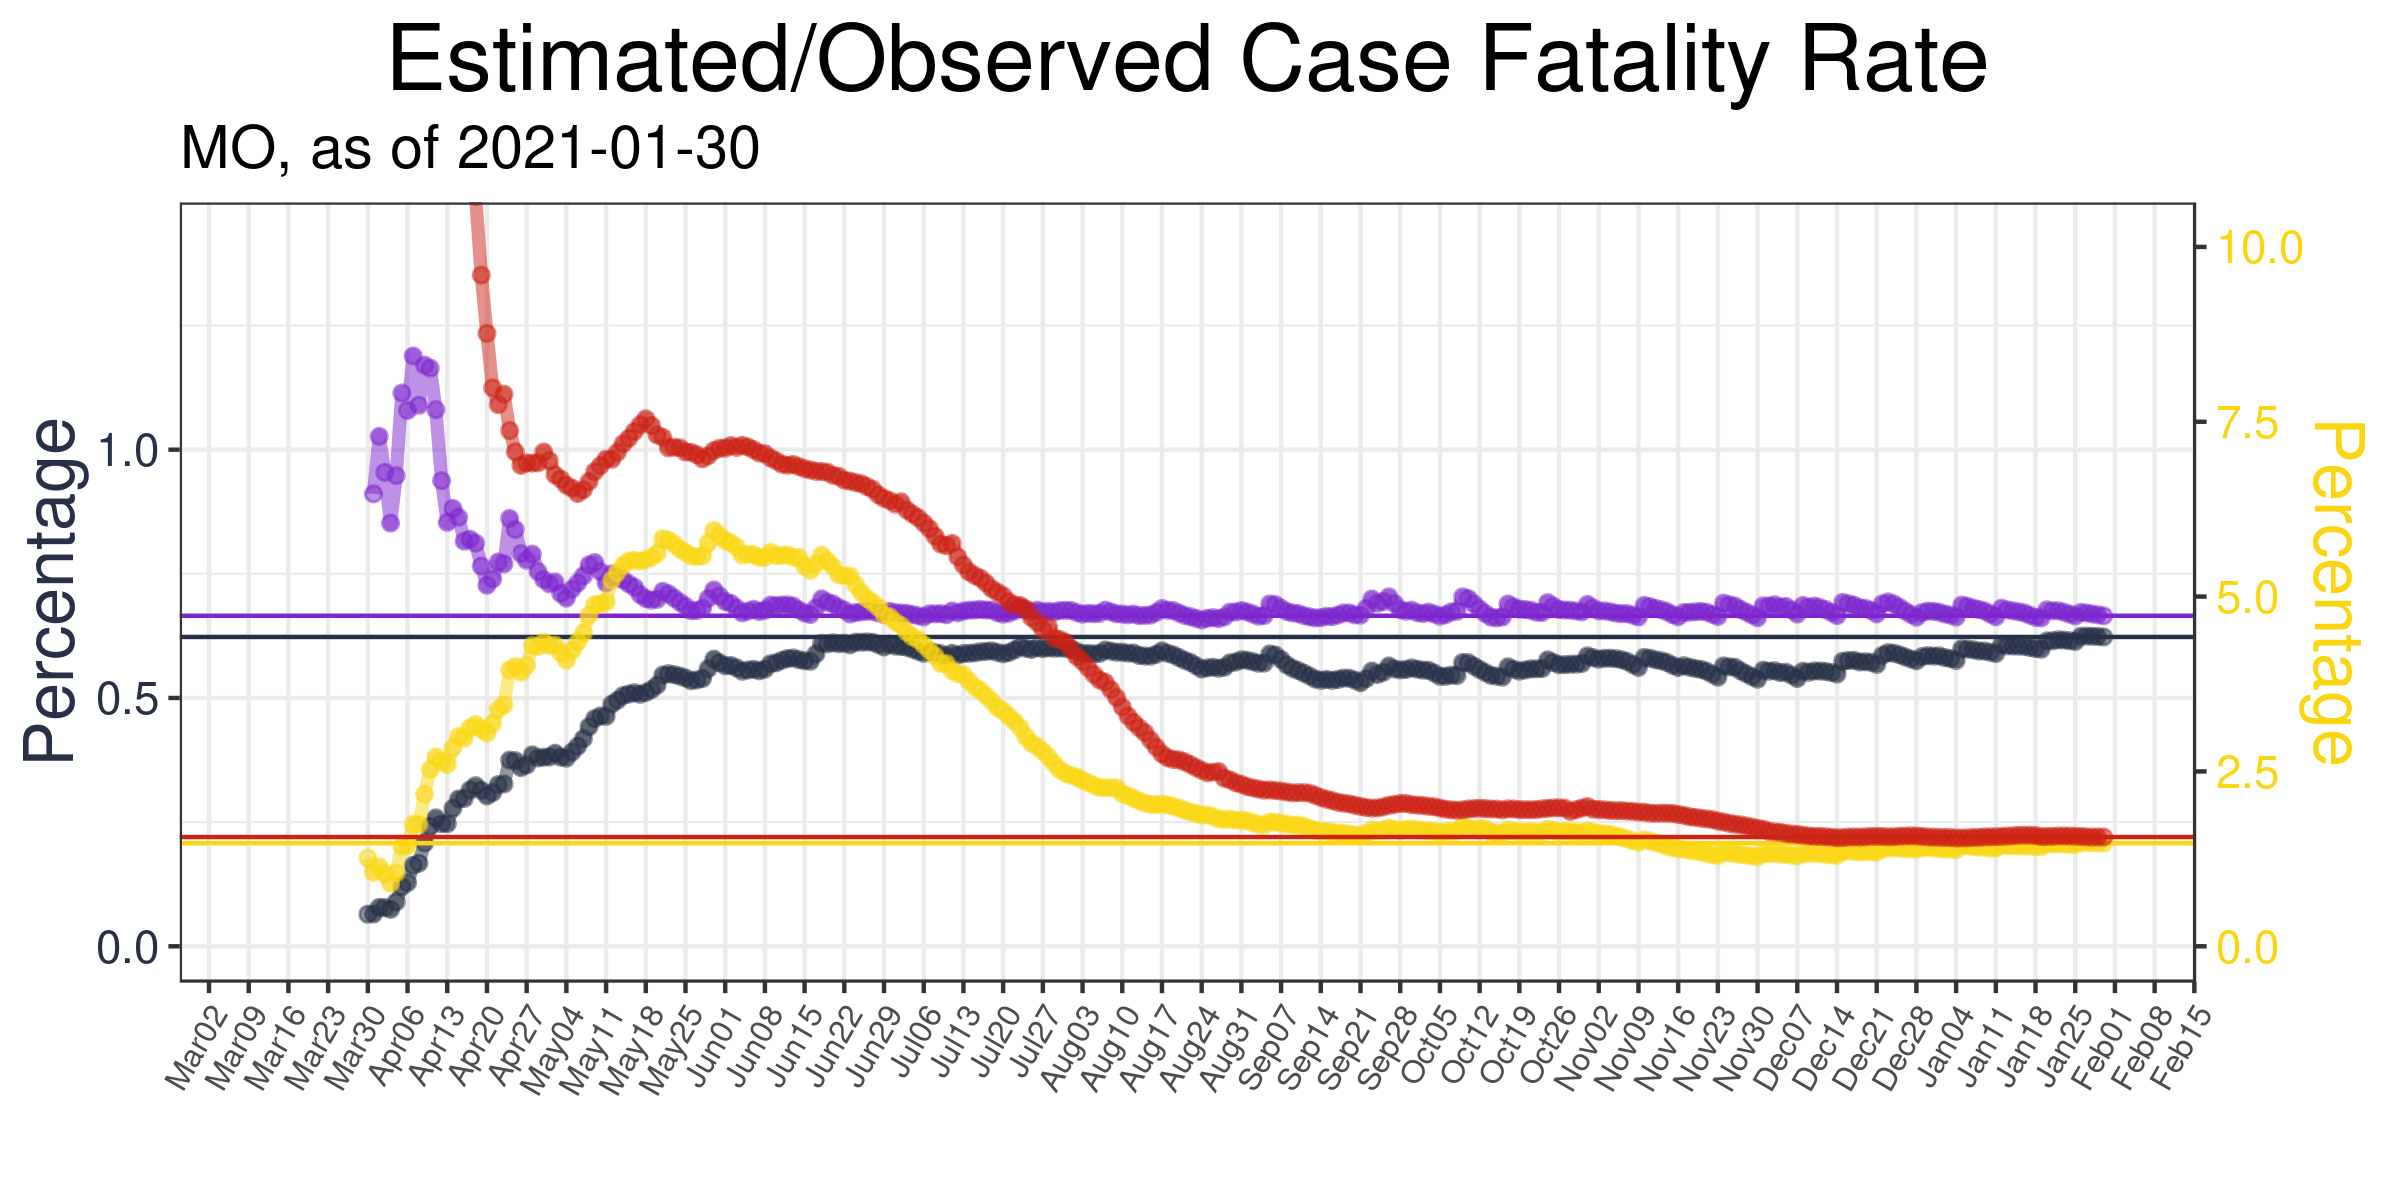 Estimated/Observed Case Fatality Rate
MO, as of 2021-01-30
Percentage
1.0
0.5
0.0
10.0
7.5
5.0
2.5
0.0
Percentage
Mar02
Mar09
Mar16
Mar23
Mar30
Apr06
Apr13
Apr20
Apr27
May04
May11
May18
May25
Jun01
Jun08
Jun15
Jun22
Jun29
Jul06
Jul13
Jul20
Jul27
Aug03
Aug10
Aug17
Aug24
Aug31
Sep07
Sep14
Sep21
Sep28
Oct05
Oct12
Oct19
Oct26
Nov02
Nov09
Nov16
Nov23
Nov30
Dec07
Dec14
Dec21
Dec28
Jan04
Jan11
Jan18
Jan25
Feb01
Feb08
Feb15